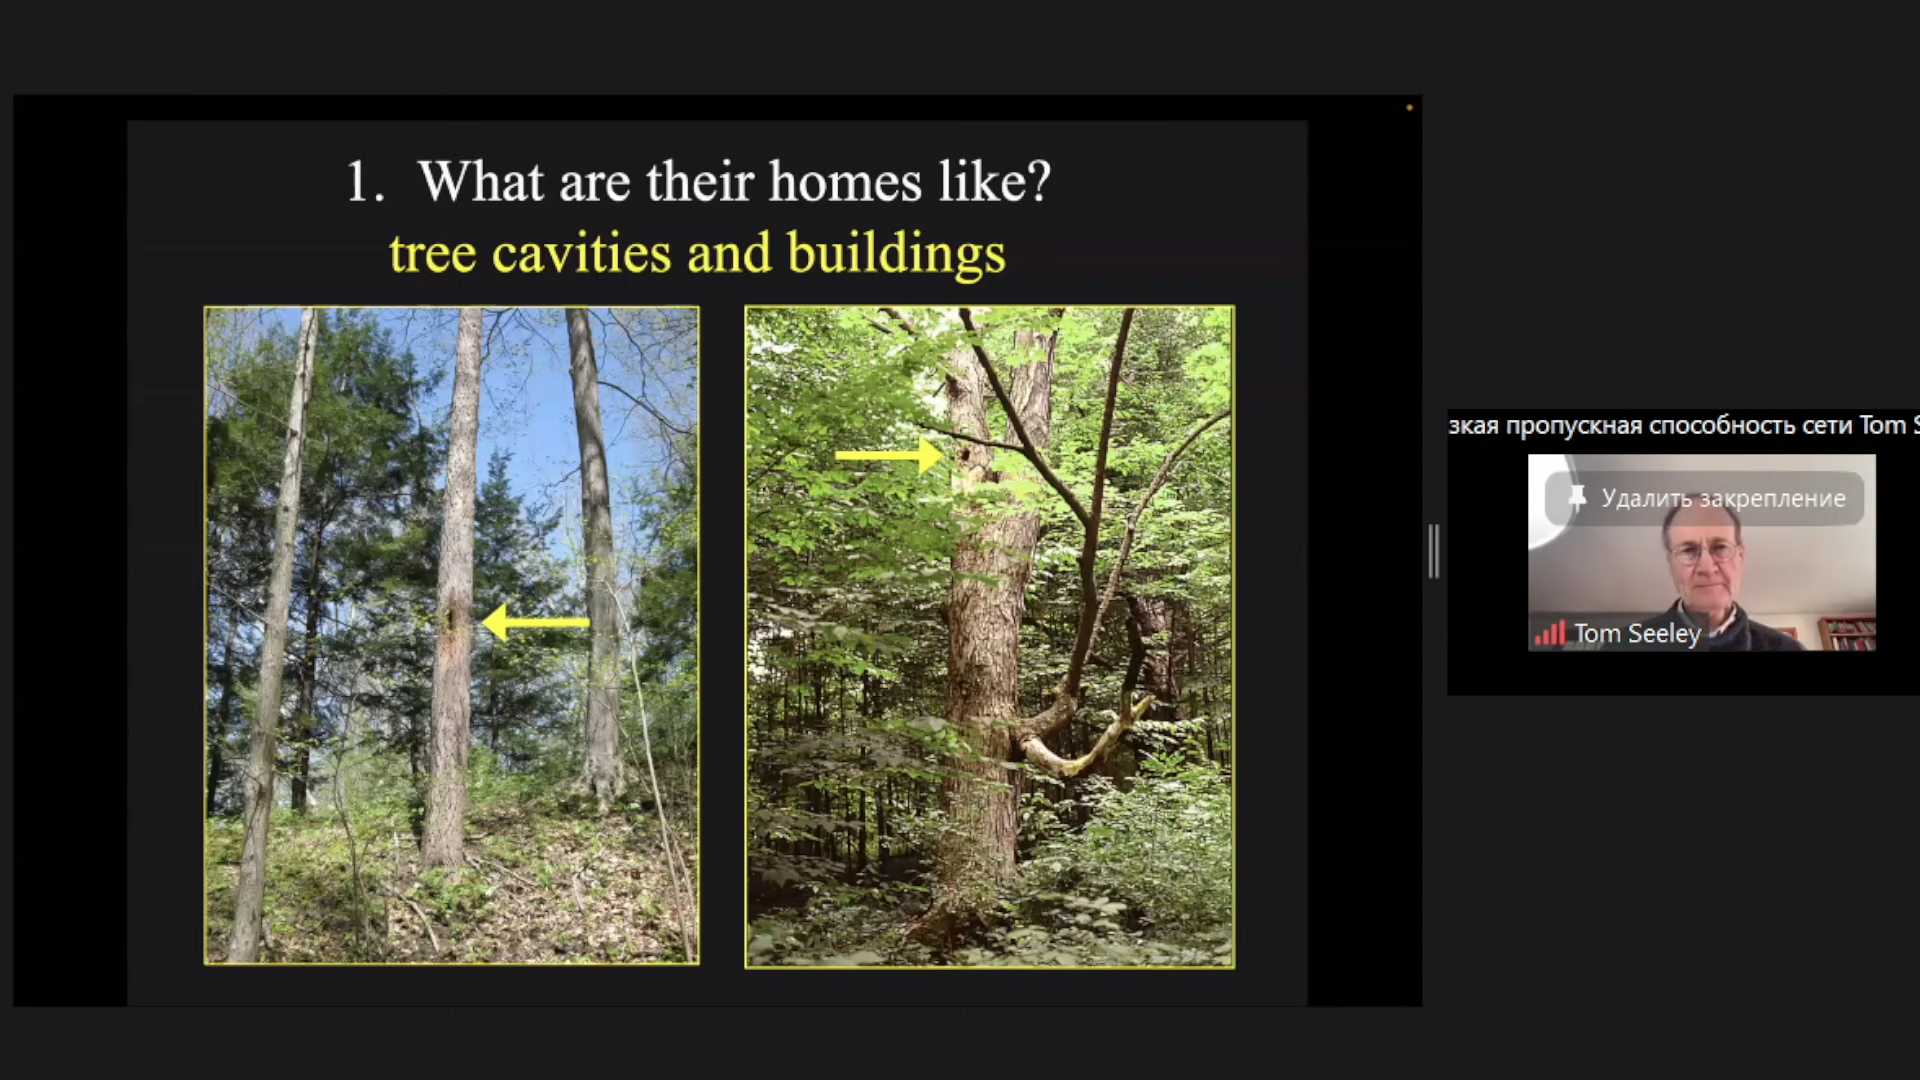 1. What are their homes like?
tree cavities and buildings
зкая пропускная способность сети Tom S
Удалить закрепление
Tom Seeley